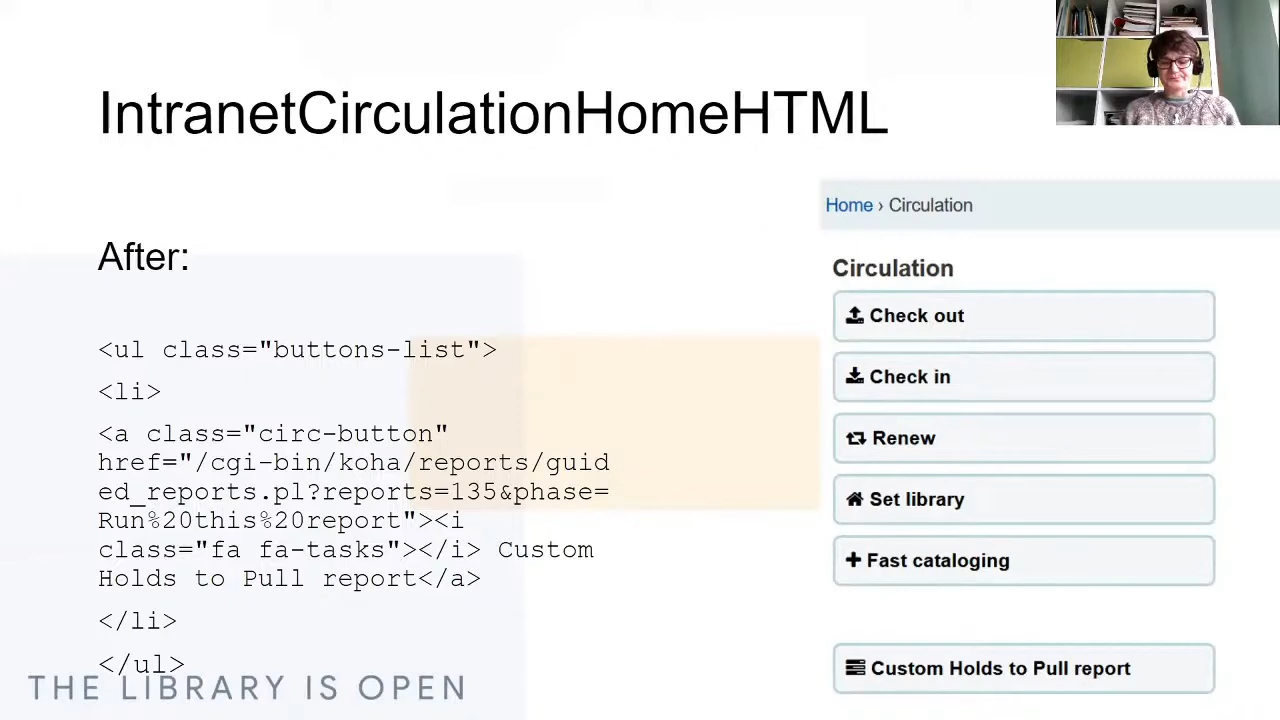 IntranetCirculationHomeHTML
After:
<ul class="buttons-list">
<li>
<a class="circ-button"
href="/cgi-bin/koha/reports/guid
ed_reports.pl?reports=135&phase=
Run%20this%20report"><i
class="fa fa-tasks"></i> Custom
Holds to Pull report</a>
</li>
</ul>
THE LIBRARY IS OPEN
Home › Circulation
Circulation
Check out
Check in
Renew
Set library
Fast cataloging
Custom Holds to Pull report